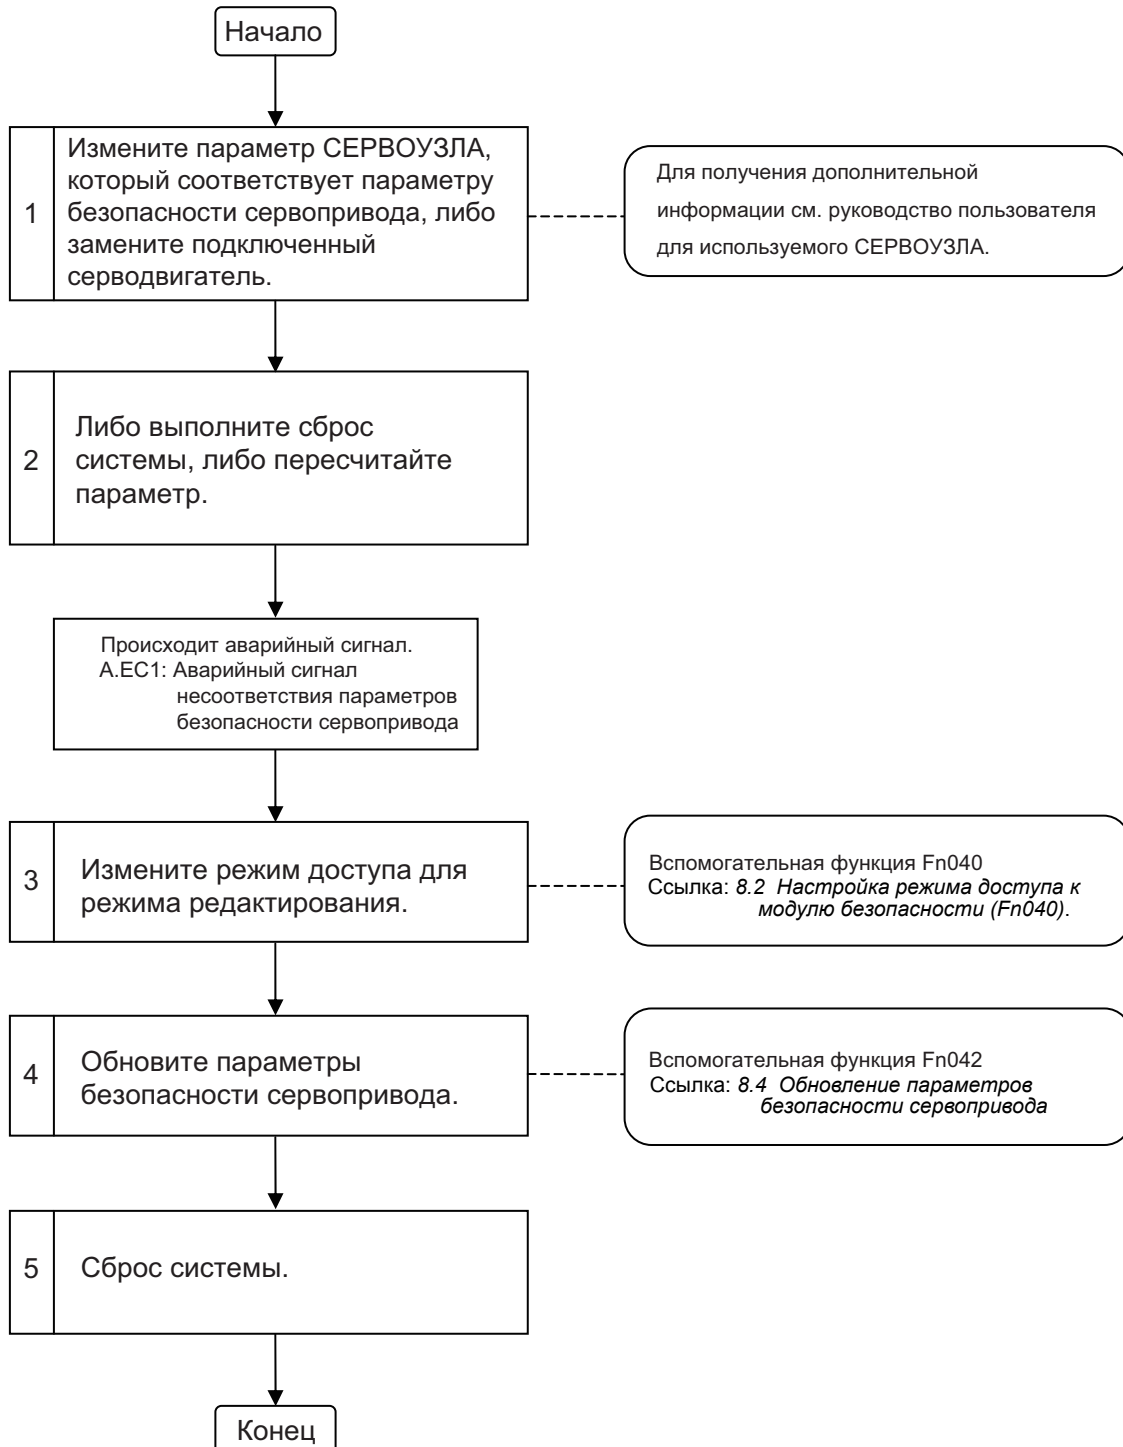 Начало
1
Измените параметр СЕРВОУЗЛА,
который соответствует параметру
безопасности сервопривода, либо
замените подключенный
серводвигатель.
Для получения дополнительной
информации см. руководство пользователя
для используемого СЕРВОУЗЛА.
2
Либо выполните сброс
системы, либо пересчитайте
параметр.
Происходит аварийный сигнал.
A.EC1: Аварийный сигнал
несоответствия параметров
безопасности сервопривода
3
Измените режим доступа для
режима редактирования.
Вспомогательная функция Fn040
Ссылка: 8.2 Настройка режима доступа к
модулю безопасности (Fn040).
4
Обновите параметры
безопасности сервопривода.
Вспомогательная функция Fn042
Ссылка: 8.4 Обновление параметров
безопасности сервопривода
5
Сброс системы.
Конец